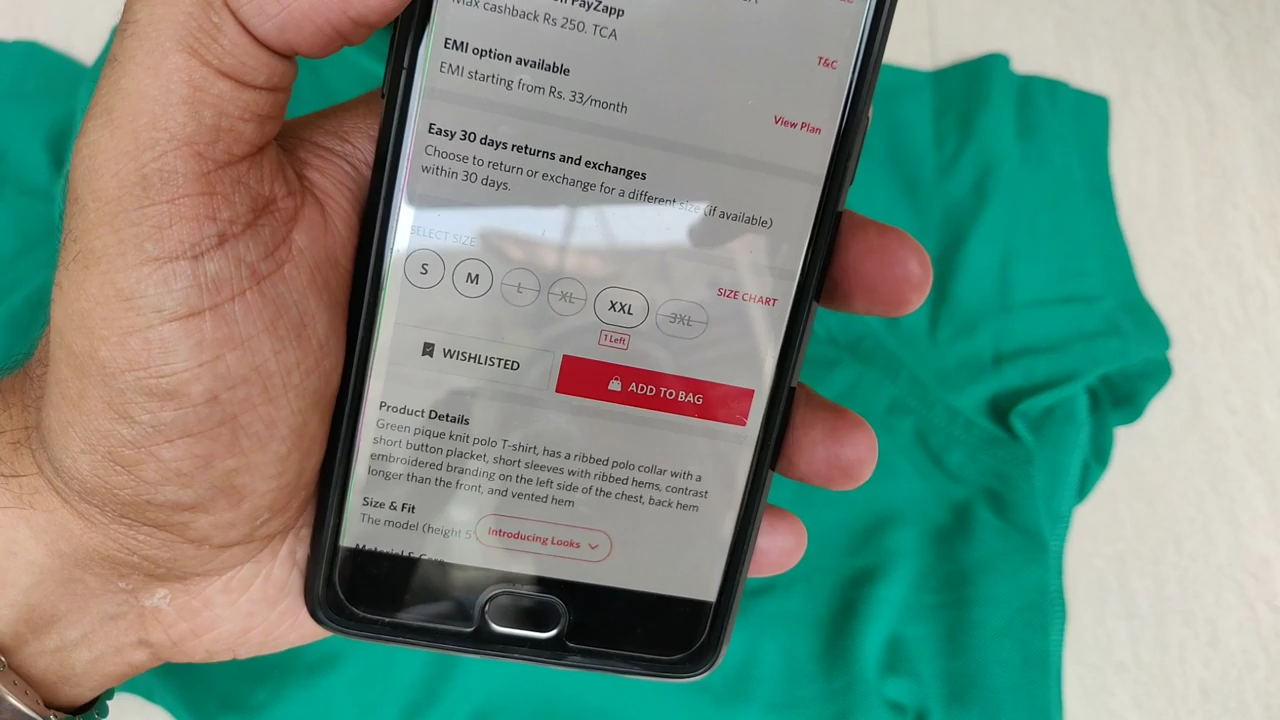 PayZapp
Max cashback Rs 250. TCA
T&C
EMI option available
EMI starting from Rs. 33/month
View Plan
Easy 30 days returns and exchanges
Choose to return or exchange for a different size (if available)
within 30 days.
SELECT SIZE
SIZE CHART
S M L XL XXL 3XL
1 Left
WISHLISTED
ADD TO BAG
Product Details
Green pique knit polo T-shirt, has a ribbed polo collar with a
short button placket, short sleeves with ribbed hems, contrast
embroidered branding on the left side of the chest, back hem
longer than the front, and vented hem
Size & Fit
The model (height 5'
Introducing Looks
Material & Care